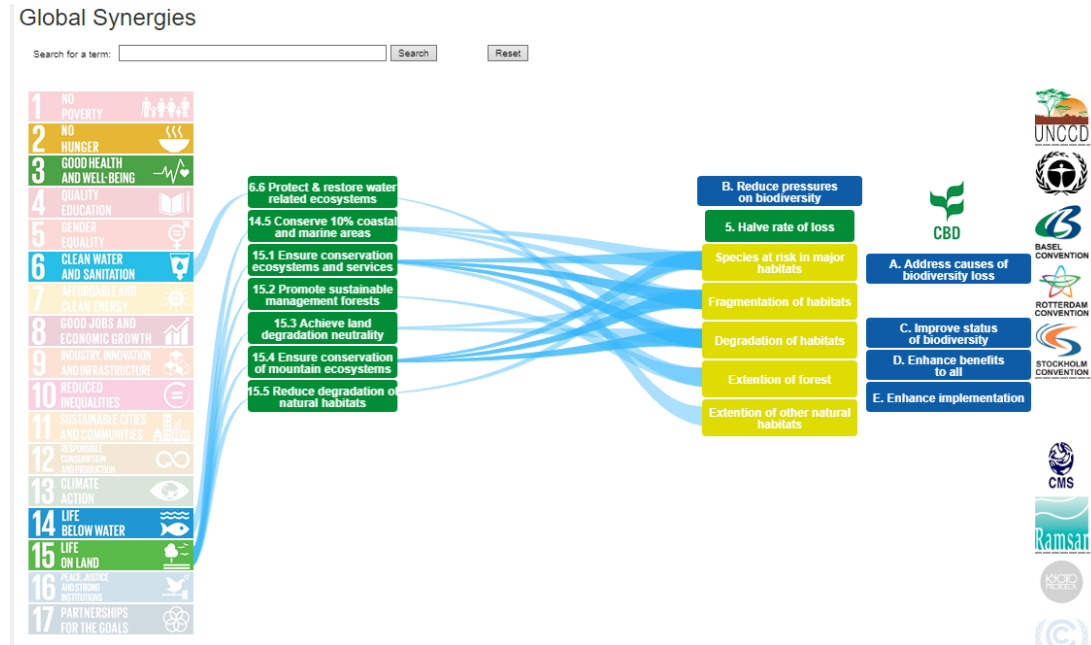 Global Synergies
Search for a term:
Search
Reset
1 NO
POVERTY
2 NO
HUNGER
3 GOOD HEALTH
AND WELL-BEING
4 QUALITY
EDUCATION
5 GENDER
EQUALITY
6 CLEAN WATER
AND SANITATION
7 AFFORDABLE AND
CLEAN ENERGY
8 GOOD JOBS AND
ECONOMIC GROWTH
9 INDUSTRY, INNOVATION
AND INFRASTRUCTURE
10 REDUCED
INEQUALITIES
11 SUSTAINABLE CITIES
AND COMMUNITIES
12 RESPONSIBLE
CONSUMPTION
AND PRODUCTION
13 CLIMATE
ACTION
14 LIFE
BELOW WATER
15 LIFE
ON LAND
16 PEACE, JUSTICE
AND STRONG
INSTITUTIONS
17 PARTNERSHIPS
FOR THE GOALS
6.6 Protect & restore water
related ecosystems
14.5 Conserve 10% coastal
and marine areas
15.1 Ensure conservation
ecosystems and services
15.2 Promote sustainable
management forests
15.3 Achieve land
degradation neutrality
15.4 Ensure conservation
of mountain ecosystems
15.5 Reduce degradation of
natural habitats
B. Reduce pressures
on biodiversity
5. Halve rate of loss
Species at risk in major
habitats
Fragmentation of habitats
Degradation of habitats
Extention of forest
Extention of other natural
habitats
CBD
A. Address causes of
biodiversity loss
C. Improve status
of biodiversity
D. Enhance benefits
to all
E. Enhance implementation
UNCCD
BASEL
CONVENTION
ROTTERDAM
CONVENTION
STOCKHOLM
CONVENTION
CMS
Ramsar
KYOTO
PROTOCOL